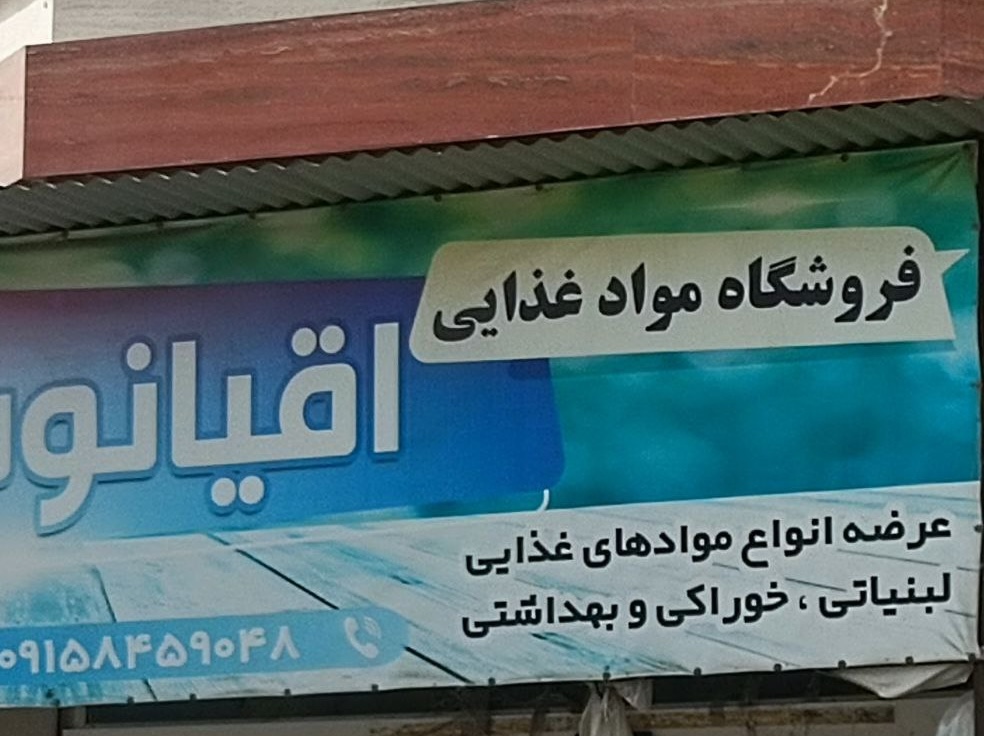 فروشگاه مواد غذایی
اقیانو
عرضه انواع موادهای غذایی
لبنیاتی ، خوراکی و بهداشتی
۰۹۱۵۸۴۵۹۰۴۸